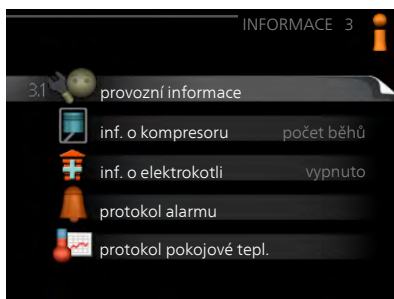 INFORMACE 3
3.1 provozní informace
inf. o kompresoru počet běhů
inf. o elektrokotli vypnuto
protokol alarmu
protokol pokojové tepl.